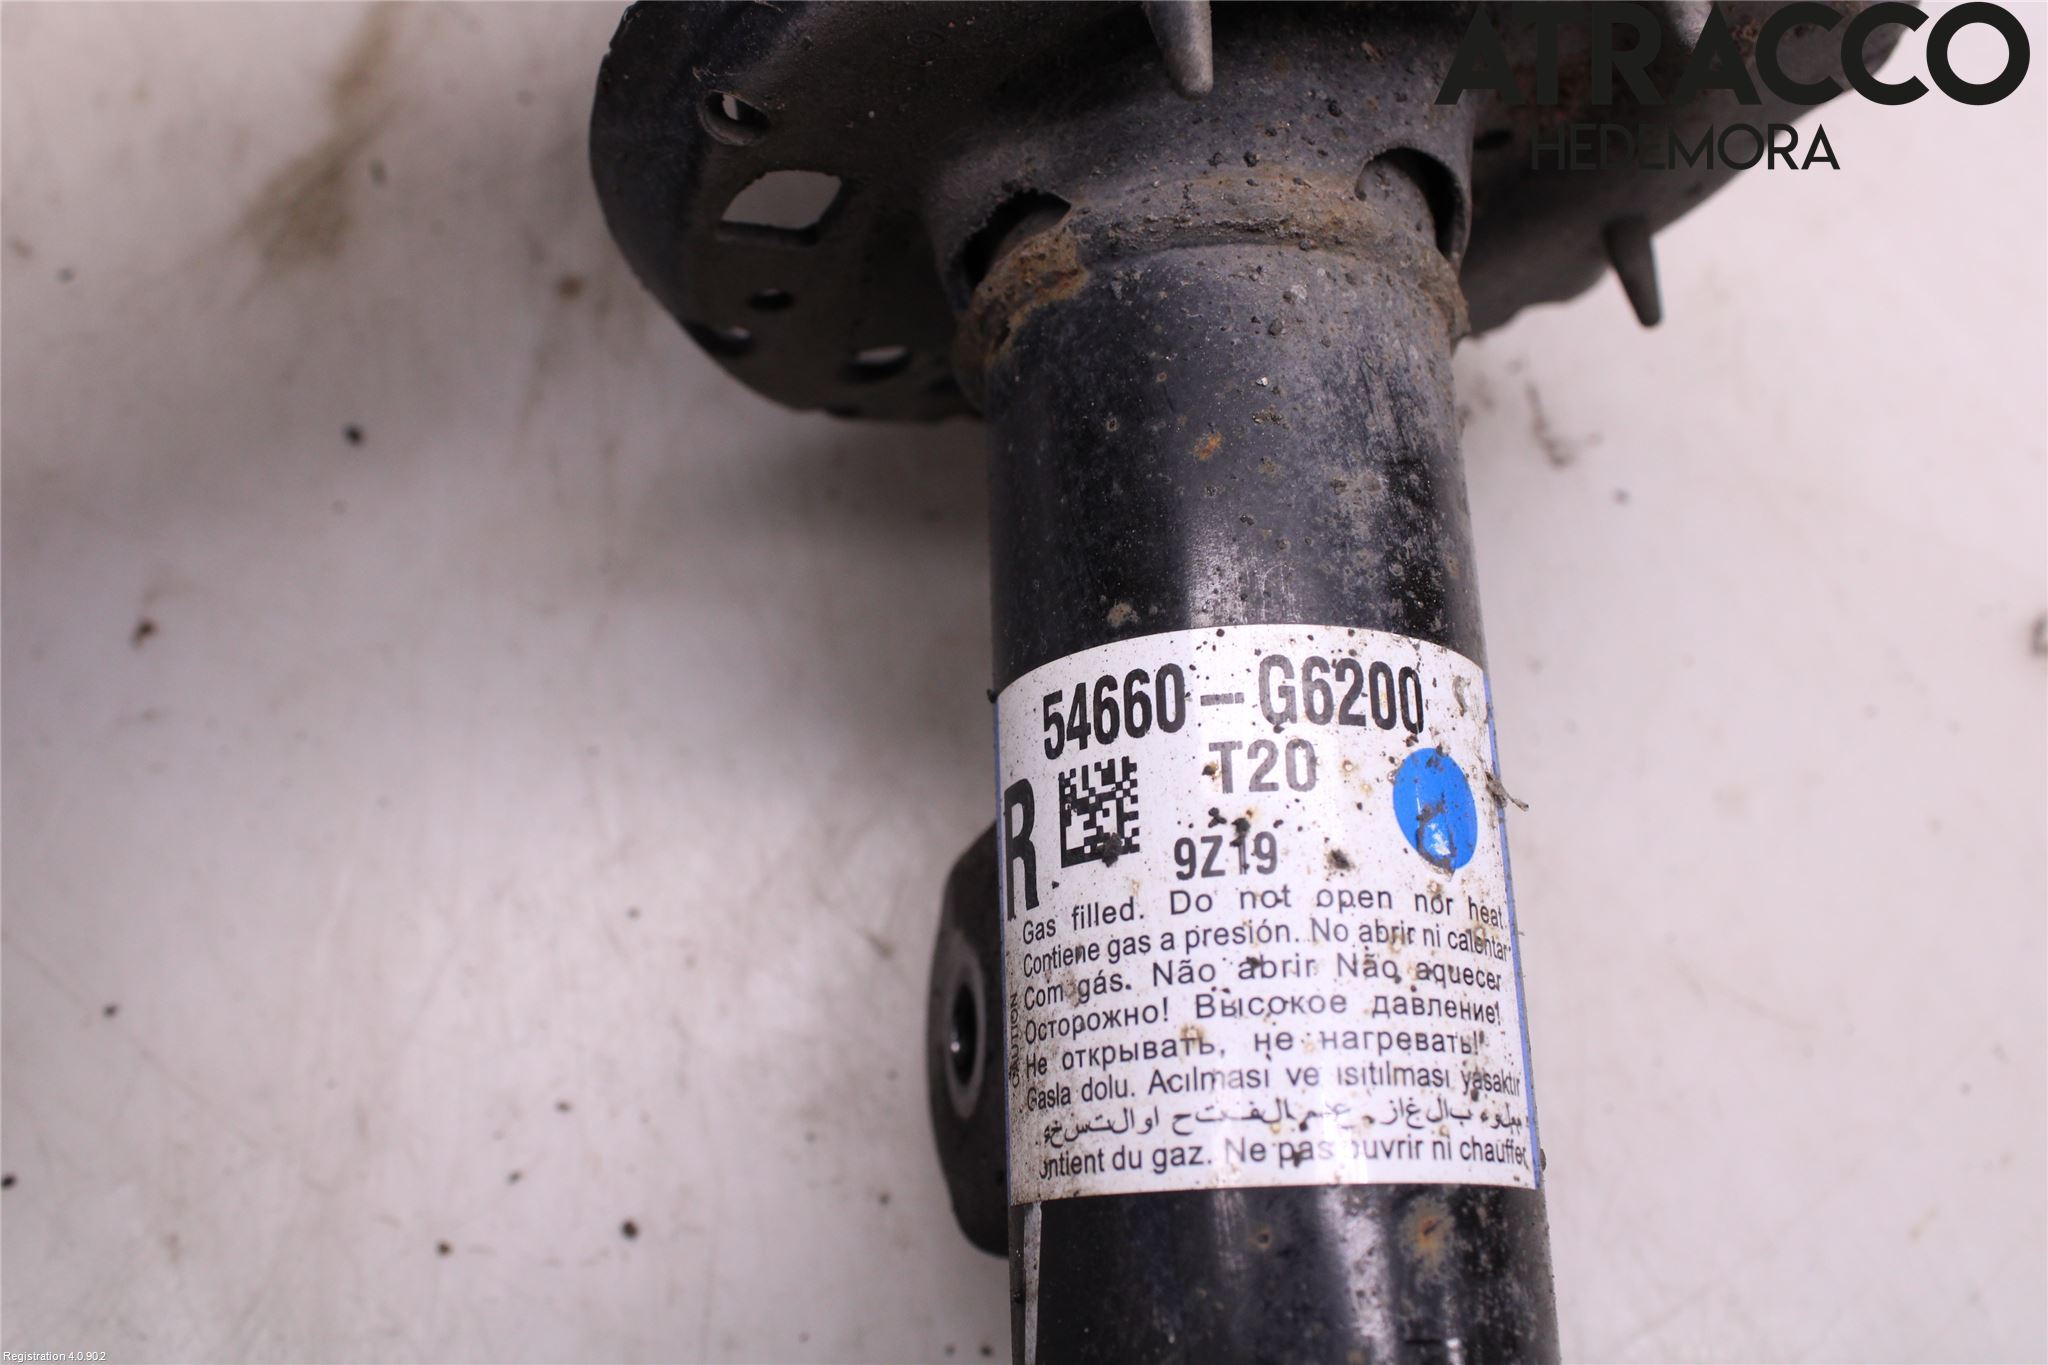 ATRACCO
HEDEMORA
54660-G6200
T20
R
9Z19
Gas filled. Do not open nor heat.
Contiene gas a presión. No abrir ni calentar
Com gás. Não abrir Não aquecer
Осторожно! Высокое давление!
Не открывать, не нагревать!
Gasla dolu. Acılması ve ısıtılması yasaktır
ontient du gaz. Ne pas ouvrir ni chauffer
CAUTION
Registration 4.0.90.2